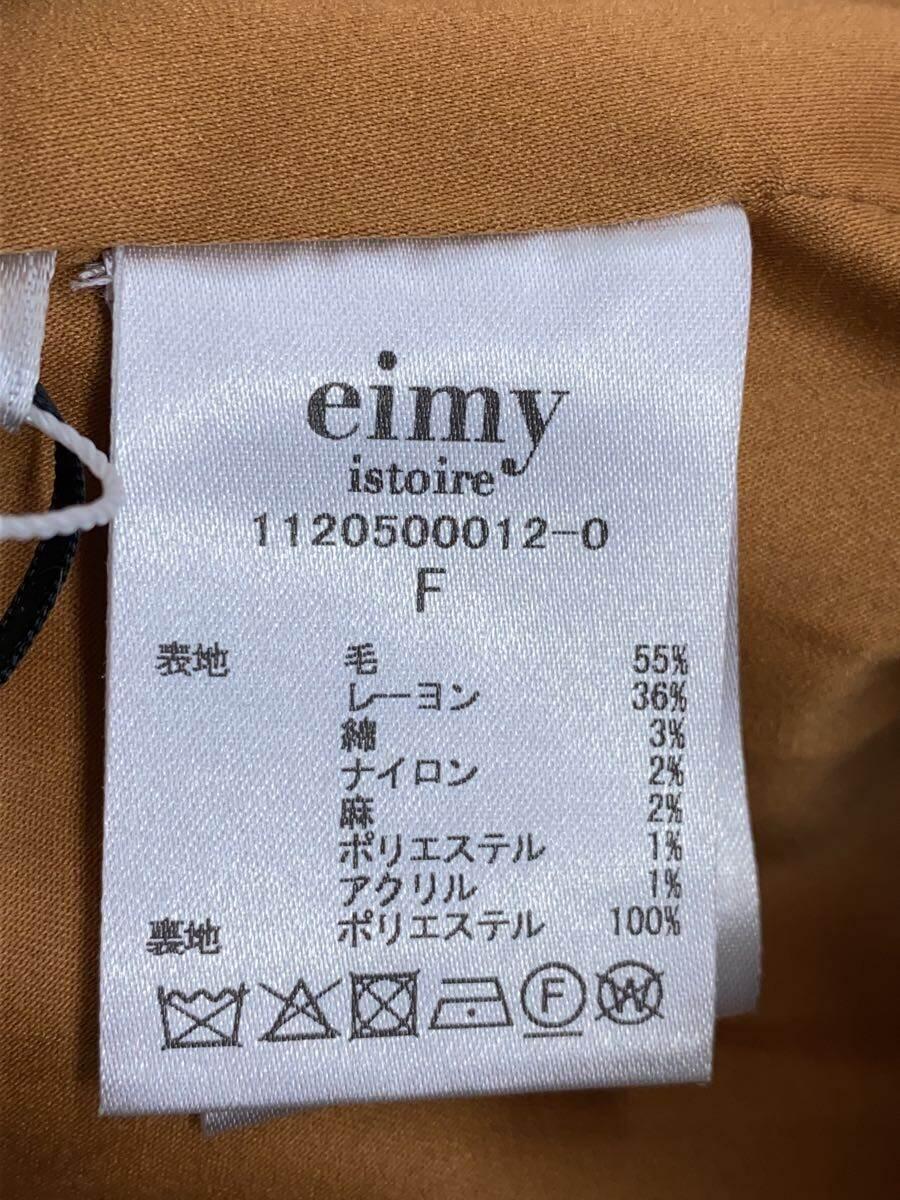 eimy
istoire
1120500012-0
F
表地 毛 55%
レーヨン 36%
綿 3%
ナイロン 2%
麻 2%
ポリエステル 1%
アクリル 1%
裏地 ポリエステル 100%
F W